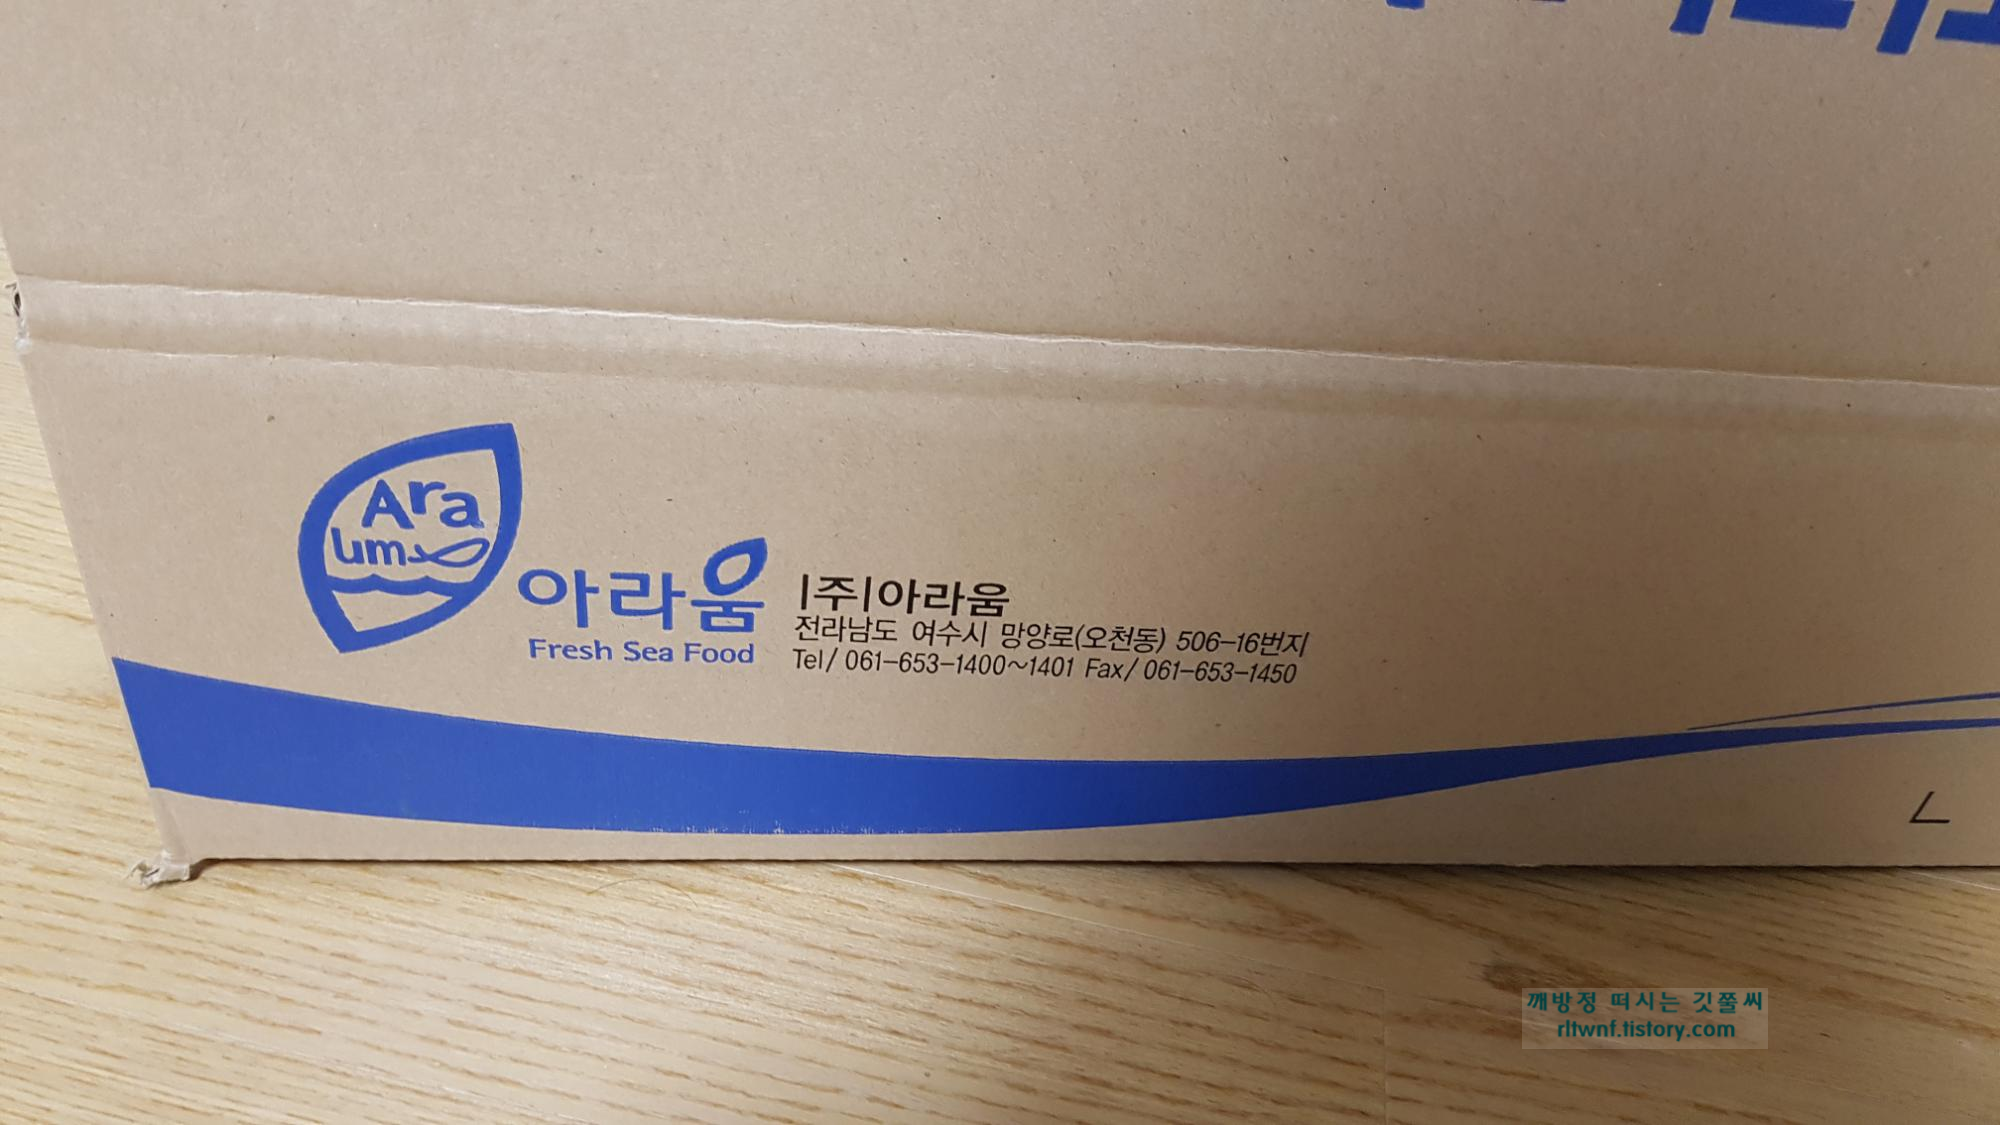 Ara
um
아라움
Fresh Sea Food
|주|아라움
전라남도 여수시 망양로(오천동) 506-16번지
Tel/ 061-653-1400~1401 Fax/ 061-653-1450
깨방정 떠시는 깃쭐씨
rltwnf.tistory.com